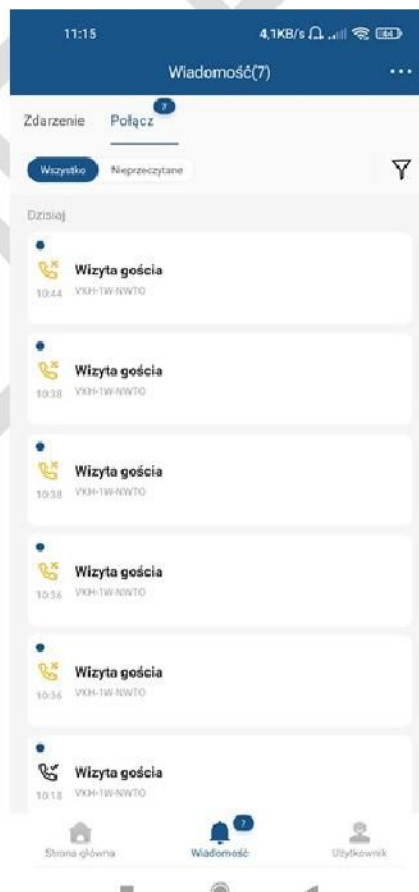 11:15 4,1KB/s 44
Wiadomość(7)
Zdarzenie Połącz 7
Wszystko Nieprzeczytane
Dzisiaj
Wizyta gościa
10:44 VKH-1W-NWTO
Wizyta gościa
10:38 VKH-1W-NWTO
Wizyta gościa
10:38 VKH-1W-NWTO
Wizyta gościa
10:36 VKH-1W-NWTO
Wizyta gościa
10:36 VKH-1W-NWTO
Wizyta gościa
10:18 VKH-1W-NWTO
7
Strona główna Wiadomość Użytkownik